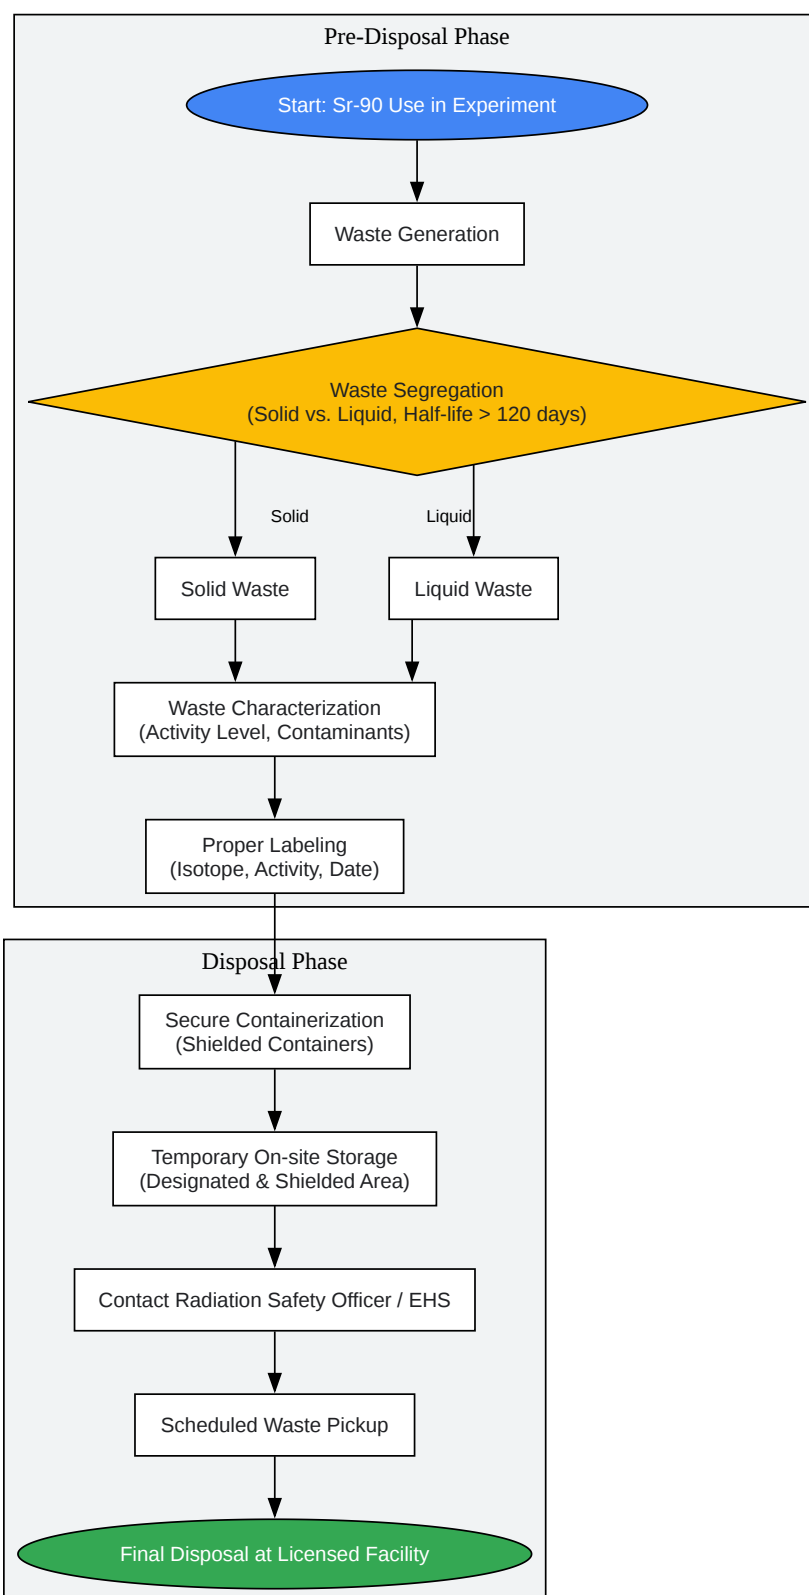 Pre-Disposal Phase
Start: Sr-90 Use in Experiment
Waste Generation
Waste Segregation
(Solid vs. Liquid, Half-life > 120 days)
Solid
Liquid
Solid Waste
Liquid Waste
Waste Characterization
(Activity Level, Contaminants)
Proper Labeling
(Isotope, Activity, Date)
Disposal Phase
Secure Containerization
(Shielded Containers)
Temporary On-site Storage
(Designated & Shielded Area)
Contact Radiation Safety Officer / EHS
Scheduled Waste Pickup
Final Disposal at Licensed Facility